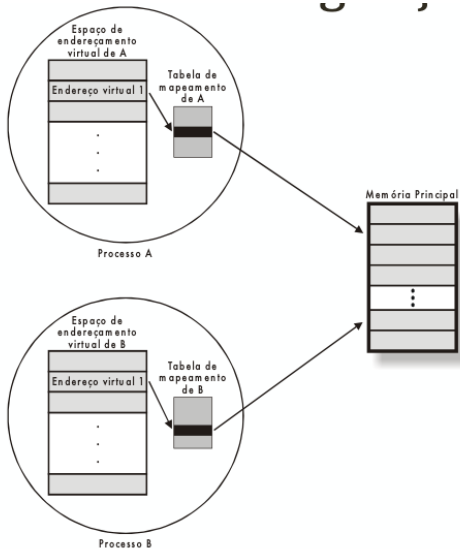 Espaço de
endereçamento
virtual de A
Endereço virtual 1
Tabela de
mapeamento
de A
Processo A
Memória Principal
Espaço de
endereçamento
virtual de B
Endereço virtual 1
Tabela de
mapeamento
de B
Processo B